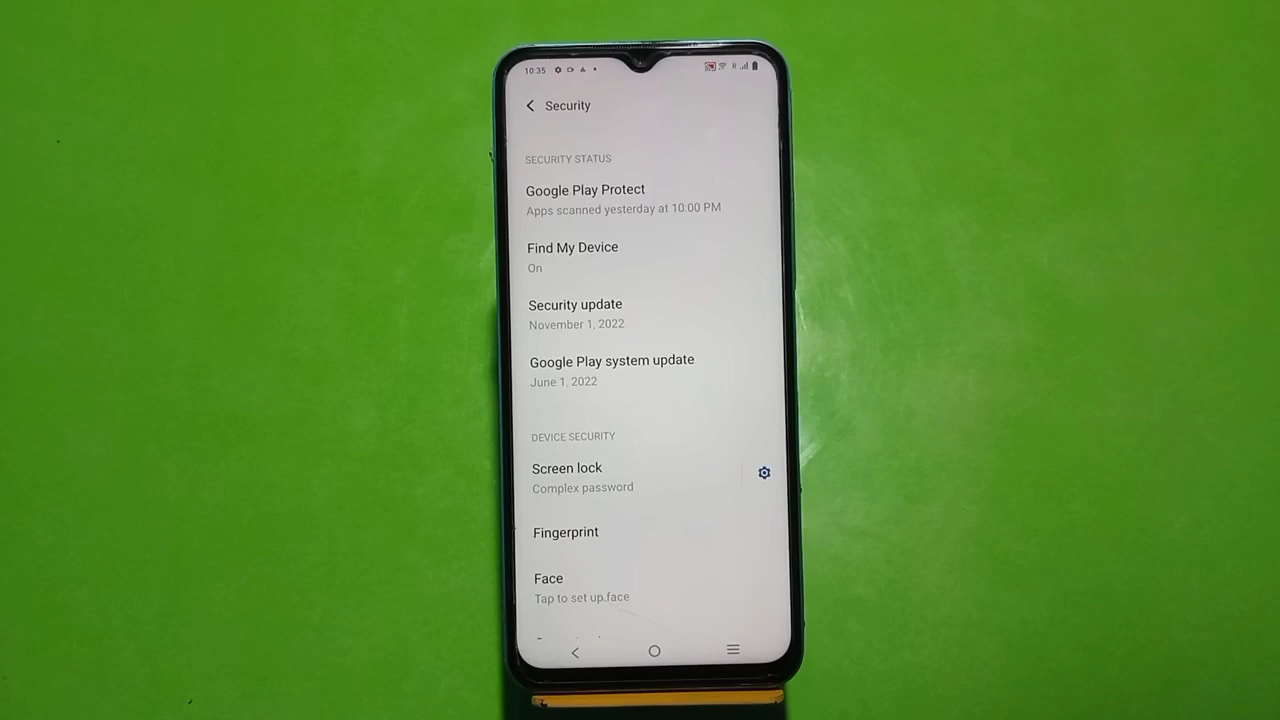 10:35
R
Security
SECURITY STATUS
Google Play Protect
Apps scanned yesterday at 10:00 PM
Find My Device
On
Security update
November 1, 2022
Google Play system update
June 1, 2022
DEVICE SECURITY
Screen lock
Complex password
Fingerprint
Face
Tap to set up face